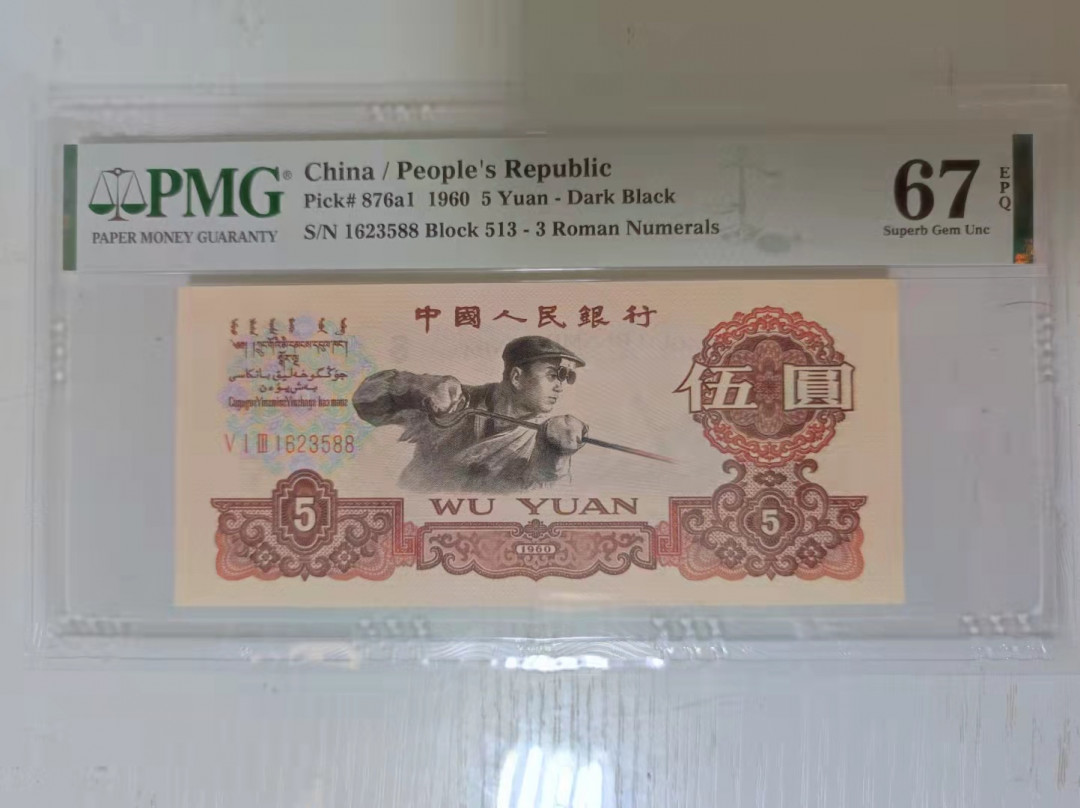 PMG®
PAPER MONEY GUARANTY
China / People's Republic
Pick# 876a1 1960 5 Yuan - Dark Black
S/N 1623588 Block 513 - 3 Roman Numerals
67
EPQ
Superb Gem Unc
中國人民銀行
伍圓
V I III 1623588
WU YUAN
5
5
1960